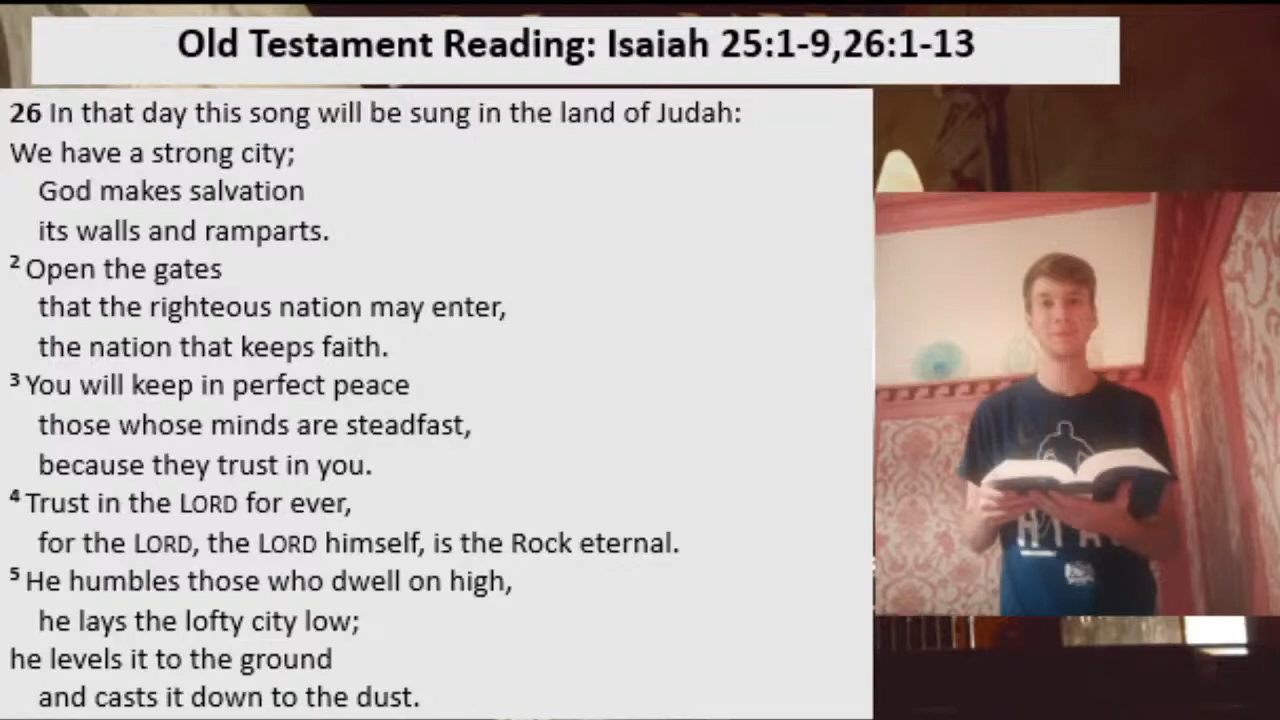 Old Testament Reading: Isaiah 25:1-9,26:1-13
26 In that day this song will be sung in the land of Judah:
We have a strong city;
God makes salvation
its walls and ramparts.
² Open the gates
that the righteous nation may enter,
the nation that keeps faith.
³ You will keep in perfect peace
those whose minds are steadfast,
because they trust in you.
⁴ Trust in the LORD for ever,
for the LORD, the LORD himself, is the Rock eternal.
⁵ He humbles those who dwell on high,
he lays the lofty city low;
he levels it to the ground
and casts it down to the dust.